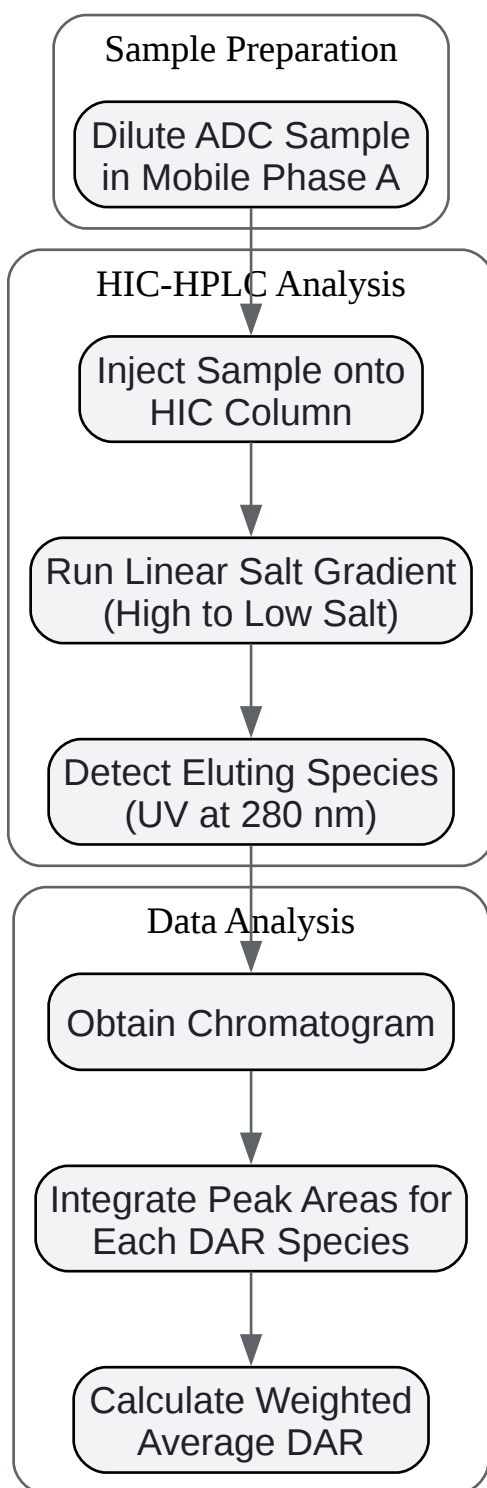 Sample Preparation
Dilute ADC Sample
in Mobile Phase A
HIC-HPLC Analysis
Inject Sample onto
HIC Column
Run Linear Salt Gradient
(High to Low Salt)
Detect Eluting Species
(UV at 280 nm)
Data Analysis
Obtain Chromatogram
Integrate Peak Areas for
Each DAR Species
Calculate Weighted
Average DAR